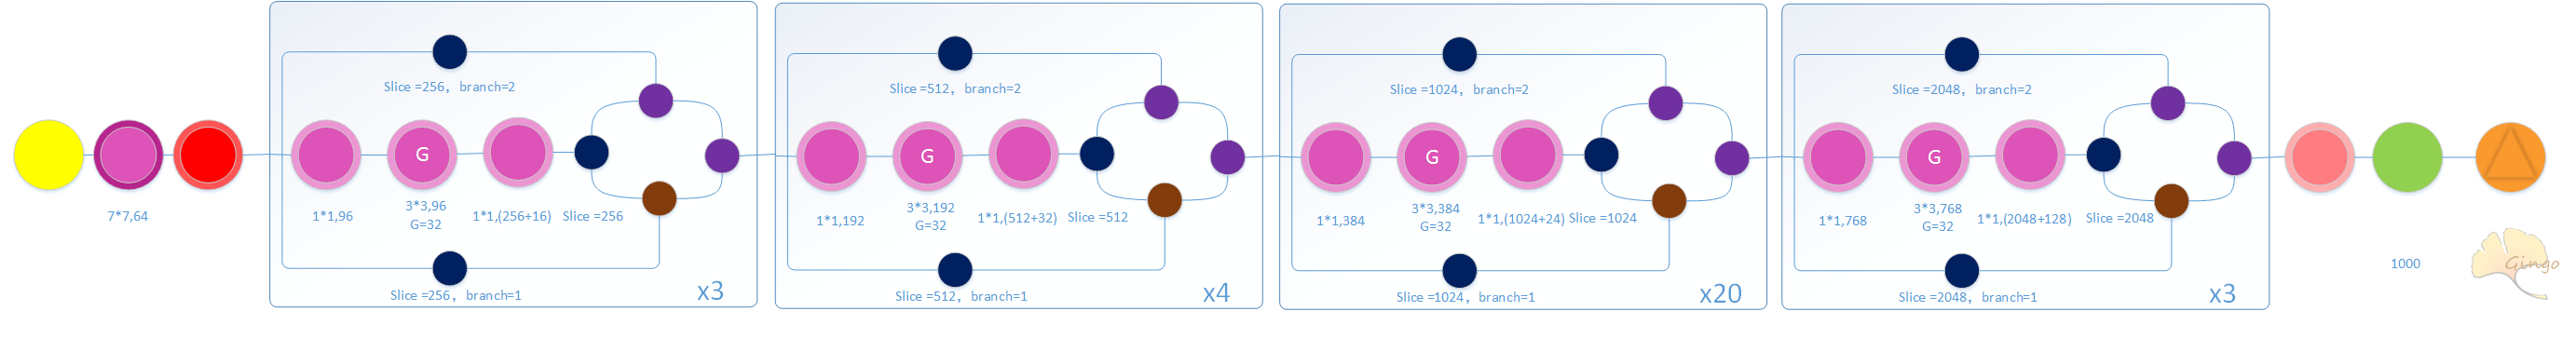 7*7,64
Slice =256, branch=2
G
1*1,96
3*3,96
G=32
1*1,(256+16)
Slice =256
Slice =256, branch=1
x3
Slice =512, branch=2
G
1*1,192
3*3,192
G=32
1*1,(512+32)
Slice =512
Slice =512, branch=1
x4
Slice =1024, branch=2
G
1*1,384
3*3,384
G=32
1*1,(1024+24)
Slice =1024
Slice =1024, branch=1
x20
Slice =2048, branch=2
G
1*1,768
3*3,768
G=32
1*1,(2048+128)
Slice =2048
Slice =2048, branch=1
x3
1000
Gingo